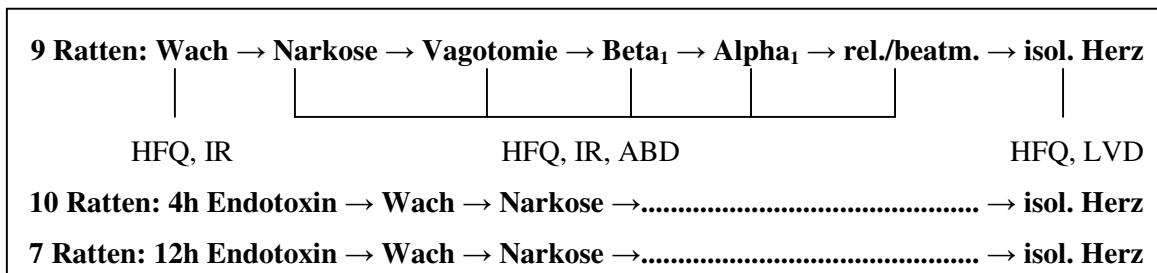 9 Ratten: Wach → Narkose → Vagotomie → Beta₁ → Alpha₁ → rel./beatm. → isol. Herz
HFQ, IR HFQ, IR, ABD HFQ, LVD
10 Ratten: 4h Endotoxin → Wach → Narkose →............................................... → isol. Herz
7 Ratten: 12h Endotoxin → Wach → Narkose →............................................... → isol. Herz